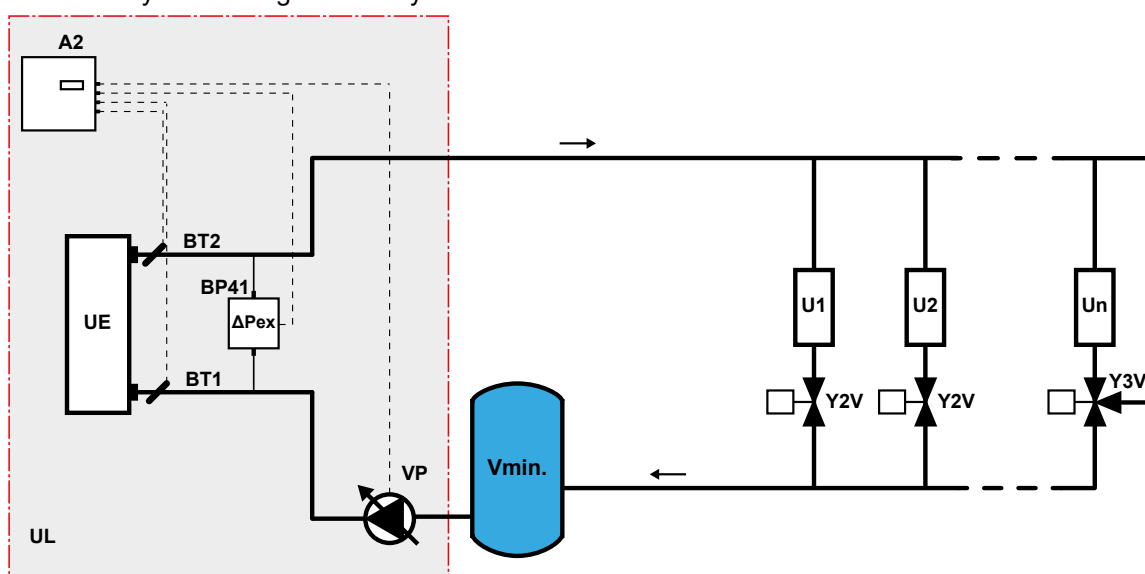 A2
BT2
BP41
ΔPex
UE
BT1
VP
UL
Vmin.
U1
U2
Un
Y2V
Y2V
Y3V